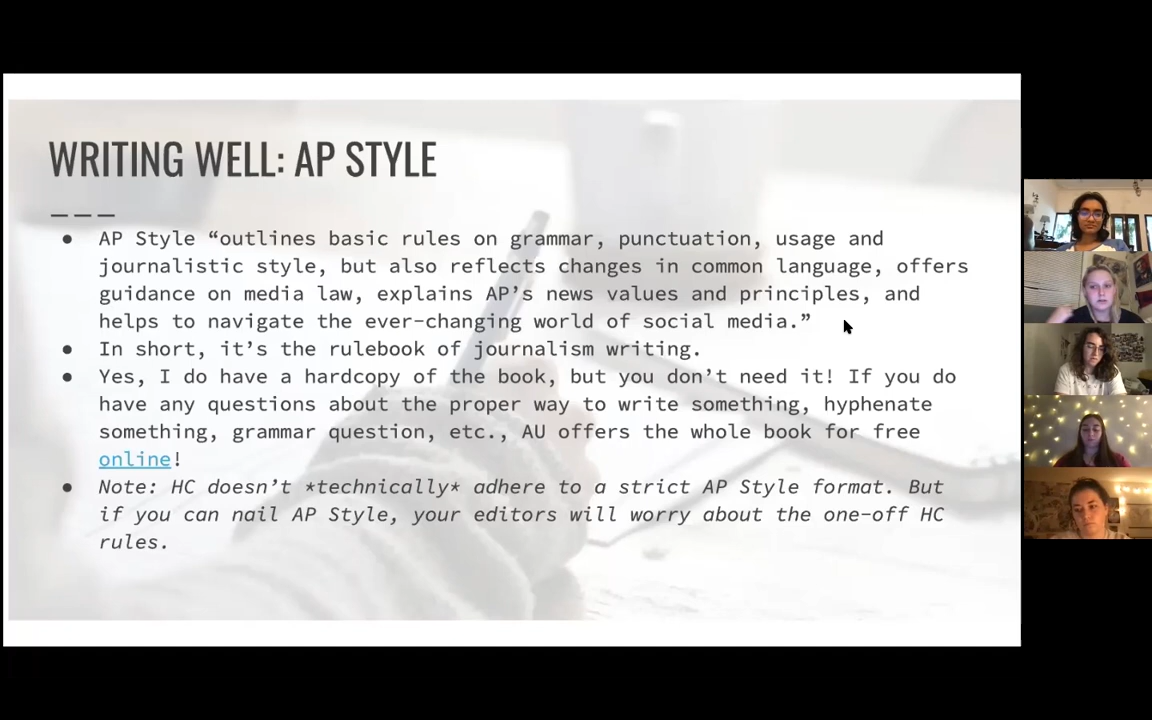 WRITING WELL: AP STYLE
● AP Style “outlines basic rules on grammar, punctuation, usage and
journalistic style, but also reflects changes in common language, offers
guidance on media law, explains AP’s news values and principles, and
helps to navigate the ever-changing world of social media.”
● In short, it’s the rulebook of journalism writing.
● Yes, I do have a hardcopy of the book, but you don’t need it! If you do
have any questions about the proper way to write something, hyphenate
something, grammar question, etc., AU offers the whole book for free
online!
● Note: HC doesn’t *technically* adhere to a strict AP Style format. But
if you can nail AP Style, your editors will worry about the one-off HC
rules.